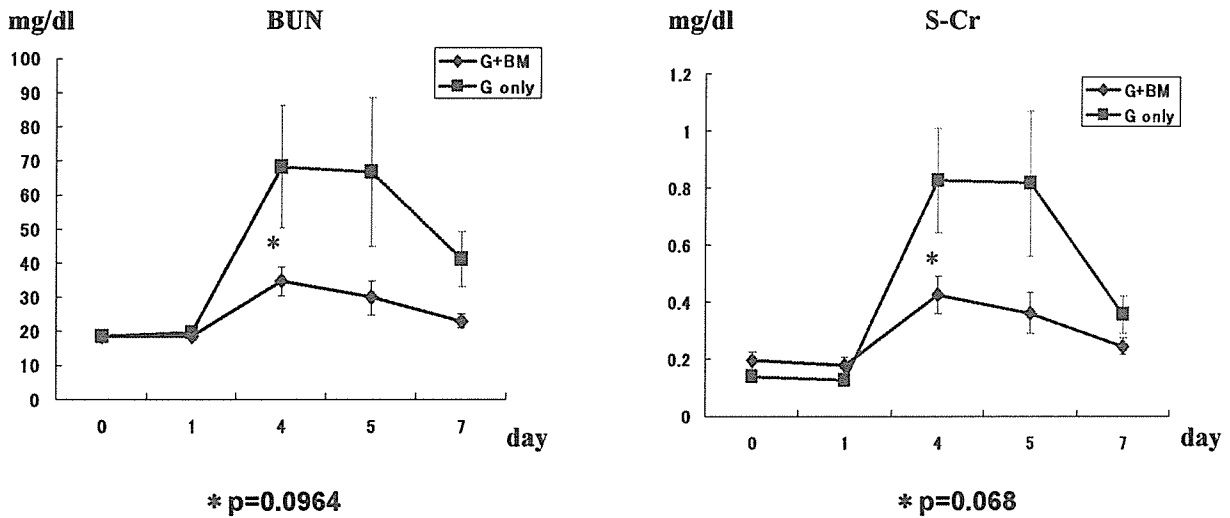 mg/dl BUN
G+BM
G only
100
90
80
70
60
50
40
30
20
10
0
*
0 1 4 5 7 day
* p=0.0964
mg/dl S-Cr
G+BM
G only
1.2
1
0.8
0.6
0.4
0.2
0
*
0 1 4 5 7 day
* p=0.068